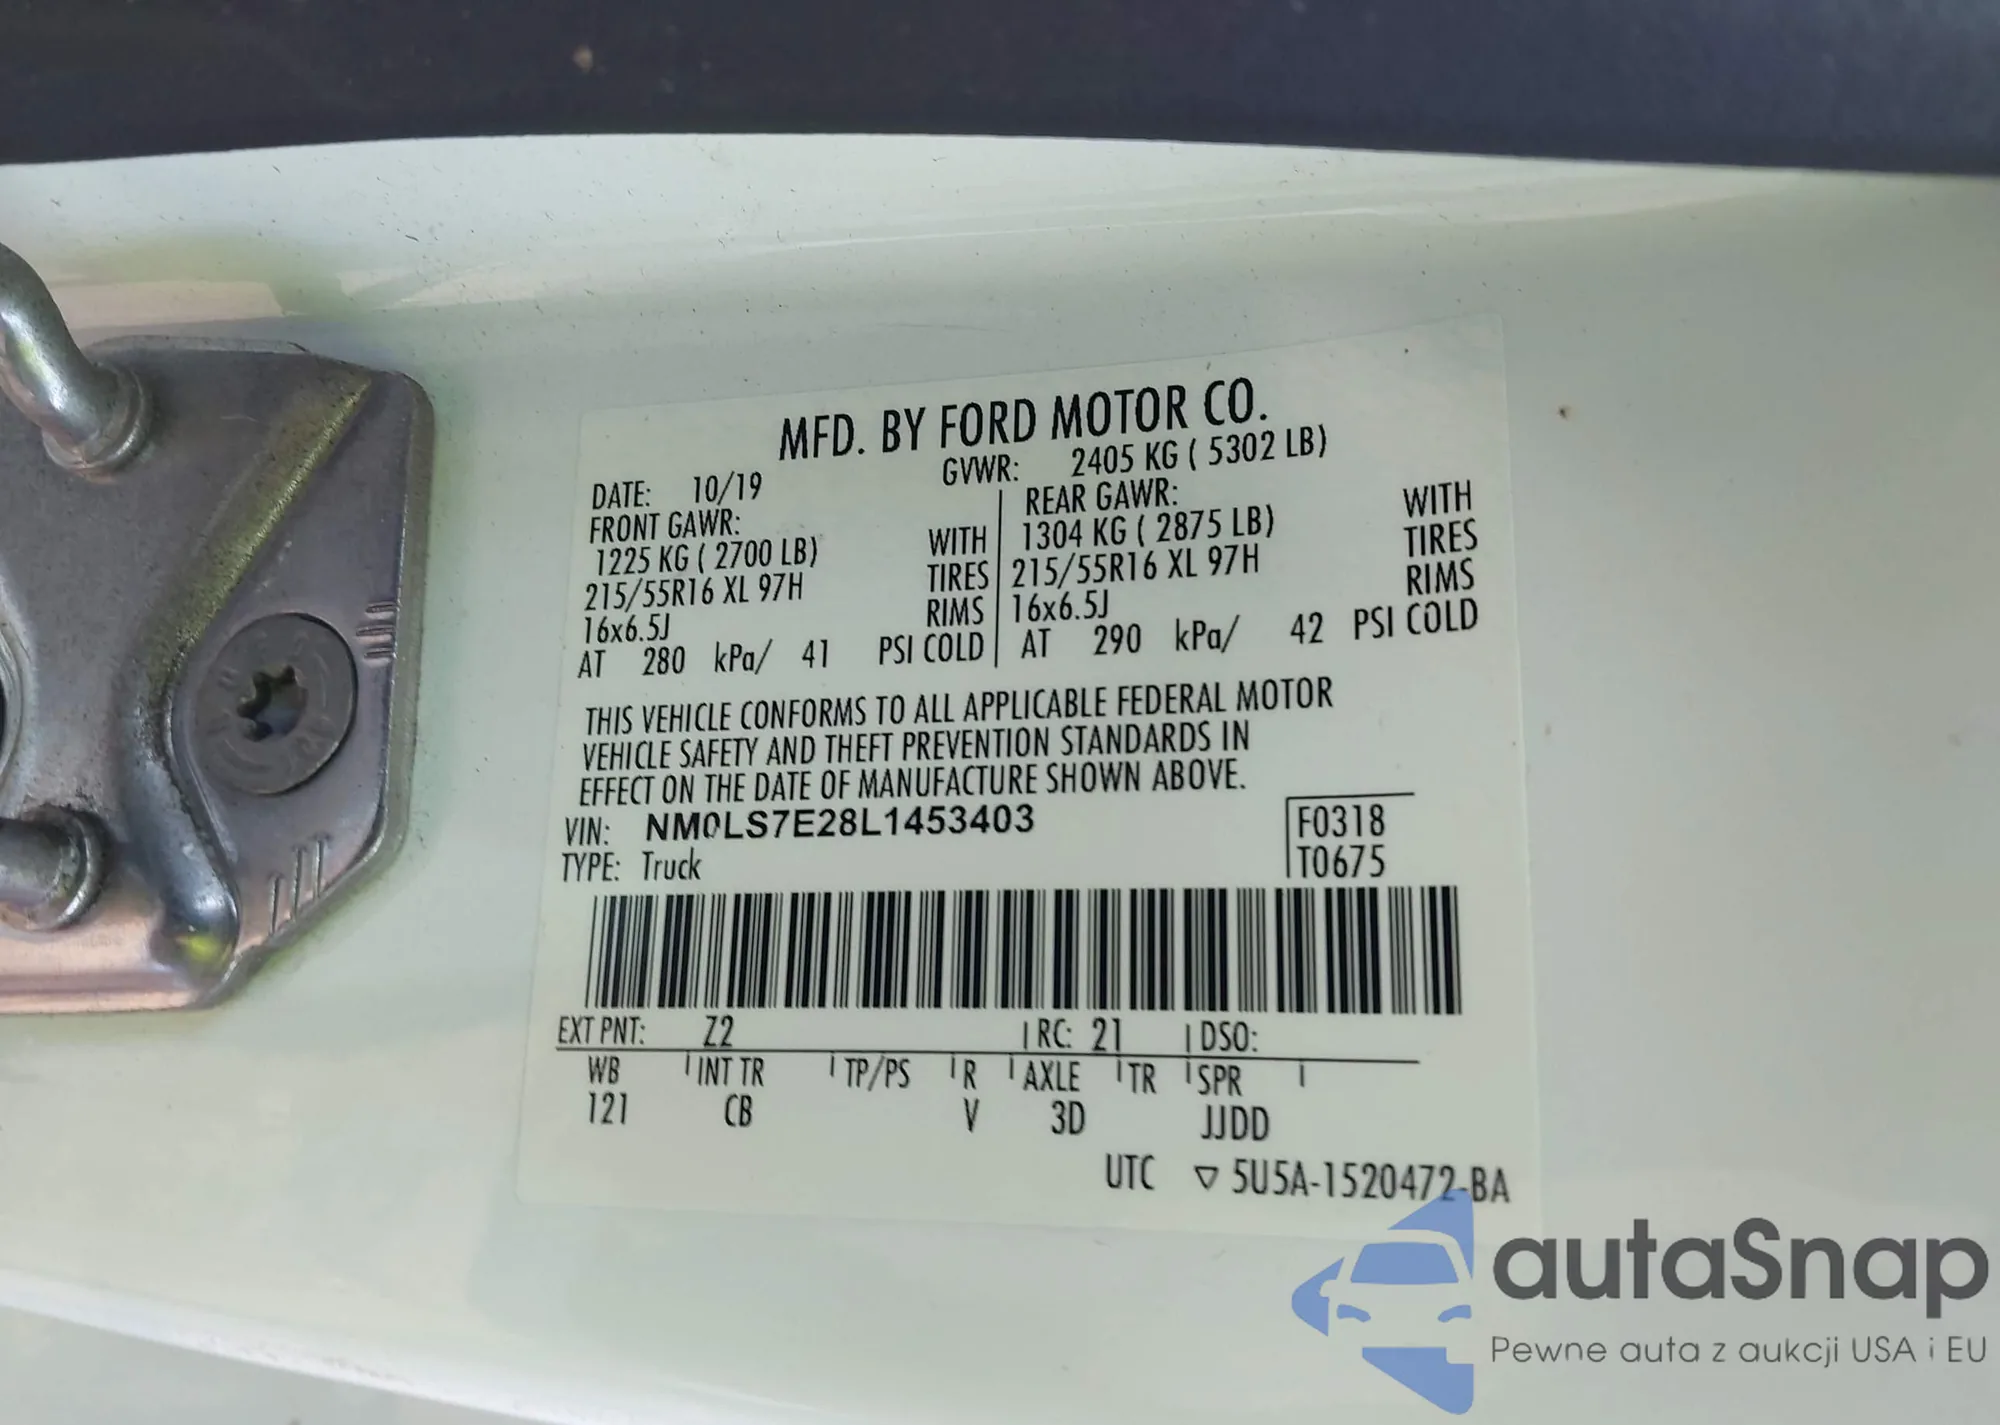 MFD. BY FORD MOTOR CO.
DATE: 10/19 GVWR: 2405 KG ( 5302 LB)
FRONT GAWR: REAR GAWR: WITH
1225 KG ( 2700 LB) WITH 1304 KG ( 2875 LB) TIRES
215/55R16 XL 97H TIRES 215/55R16 XL 97H RIMS
16x6.5J RIMS 16x6.5J
AT 280 kPa/ 41 PSI COLD AT 290 kPa/ 42 PSI COLD
THIS VEHICLE CONFORMS TO ALL APPLICABLE FEDERAL MOTOR
VEHICLE SAFETY AND THEFT PREVENTION STANDARDS IN
EFFECT ON THE DATE OF MANUFACTURE SHOWN ABOVE.
VIN: NM0LS7E28L1453403 F0318
TYPE: Truck T0675
EXT PNT: Z2 RC: 21 DSO:
WB INT TR TP/PS R AXLE TR SPR
121 CB V 3D JJDD
UTC ▽ 5U5A-1520472-BA
autaSnap
Pewne auta z aukcji USA i EU